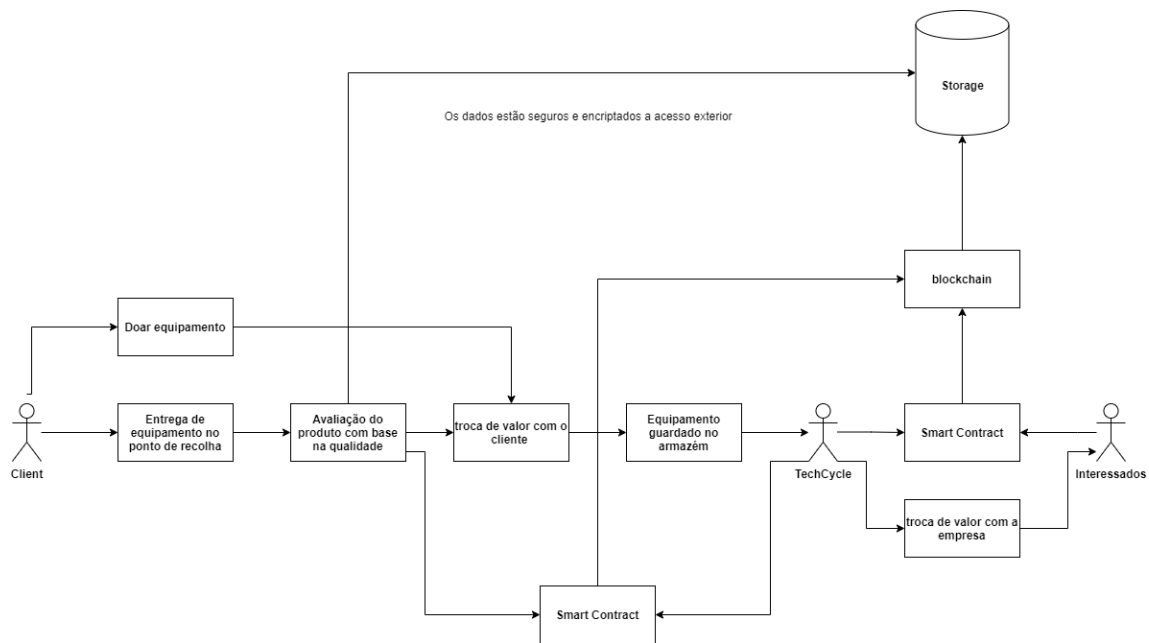 Storage
Os dados estão seguros e encriptados a acesso exterior
blockchain
Doar equipamento
Entrega de
equipamento no
ponto de recolha
Avaliação do
produto com base
na qualidade
troca de valor com o
cliente
Equipamento
guardado no
armazém
Smart Contract
Client
TechCycle
Interessados
troca de valor com a
empresa
Smart Contract